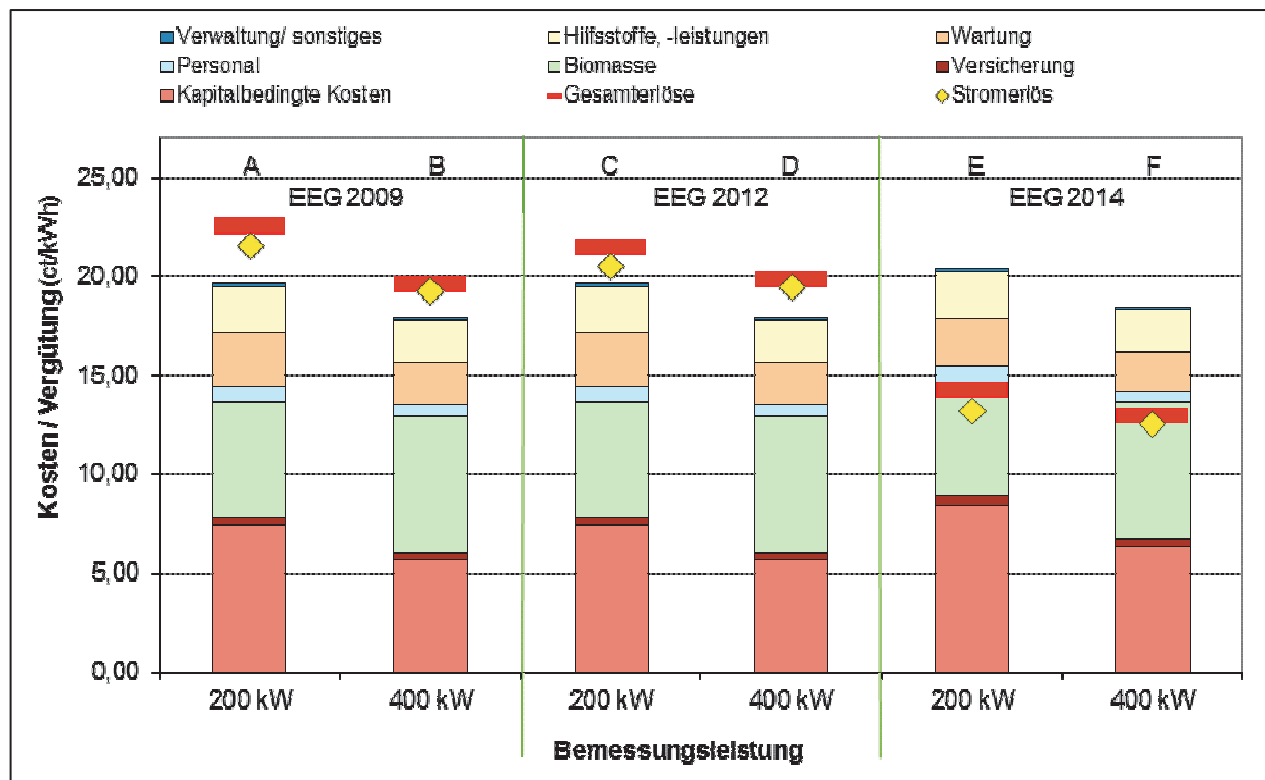 Verwaltung/ sonstiges Hilfsstoffe, -leistungen Wartung
Personal Biomasse Versicherung
Kapitalbedingte Kosten Gesamterlöse Stromerlös
A B C D E F
EEG 2009 EEG 2012 EEG 2014
Kosten / Vergütung (ct/kWh)
25,00
20,00
15,00
10,00
5,00
0,00
200 kW 400 kW 200 kW 400 kW 200 kW 400 kW
Bemessungsleistung